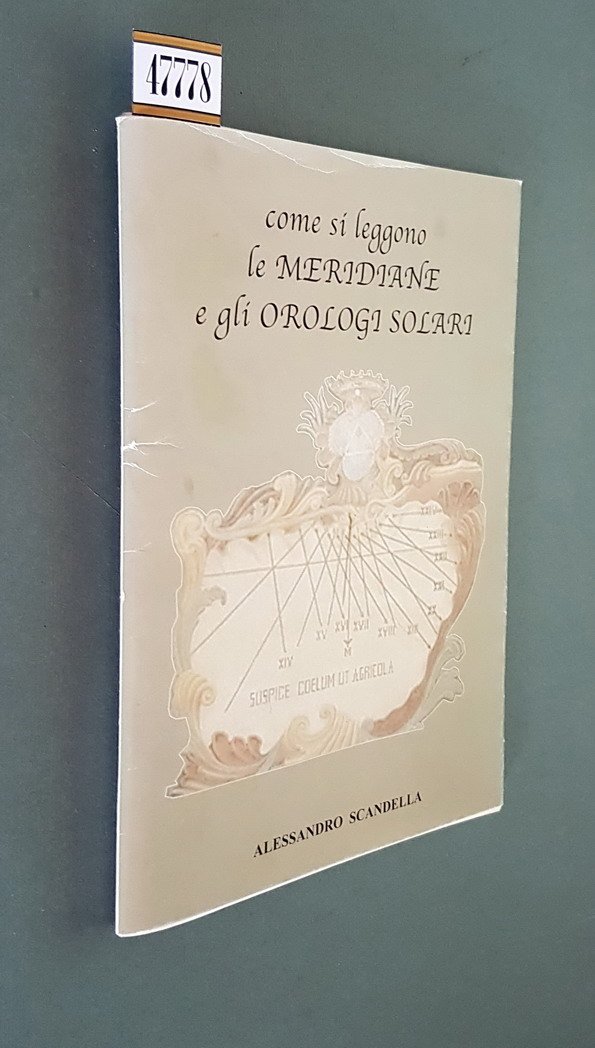 47778
come si leggono
le MERIDIANE
e gli OROLOGI SOLARI
XXIV
XXIII
XXII
XXI
XX
XV XVI XVII XVIII XIX
XIV
M
SUSPICE COELUM UT AGRICOLA
ALESSANDRO SCANDELLA